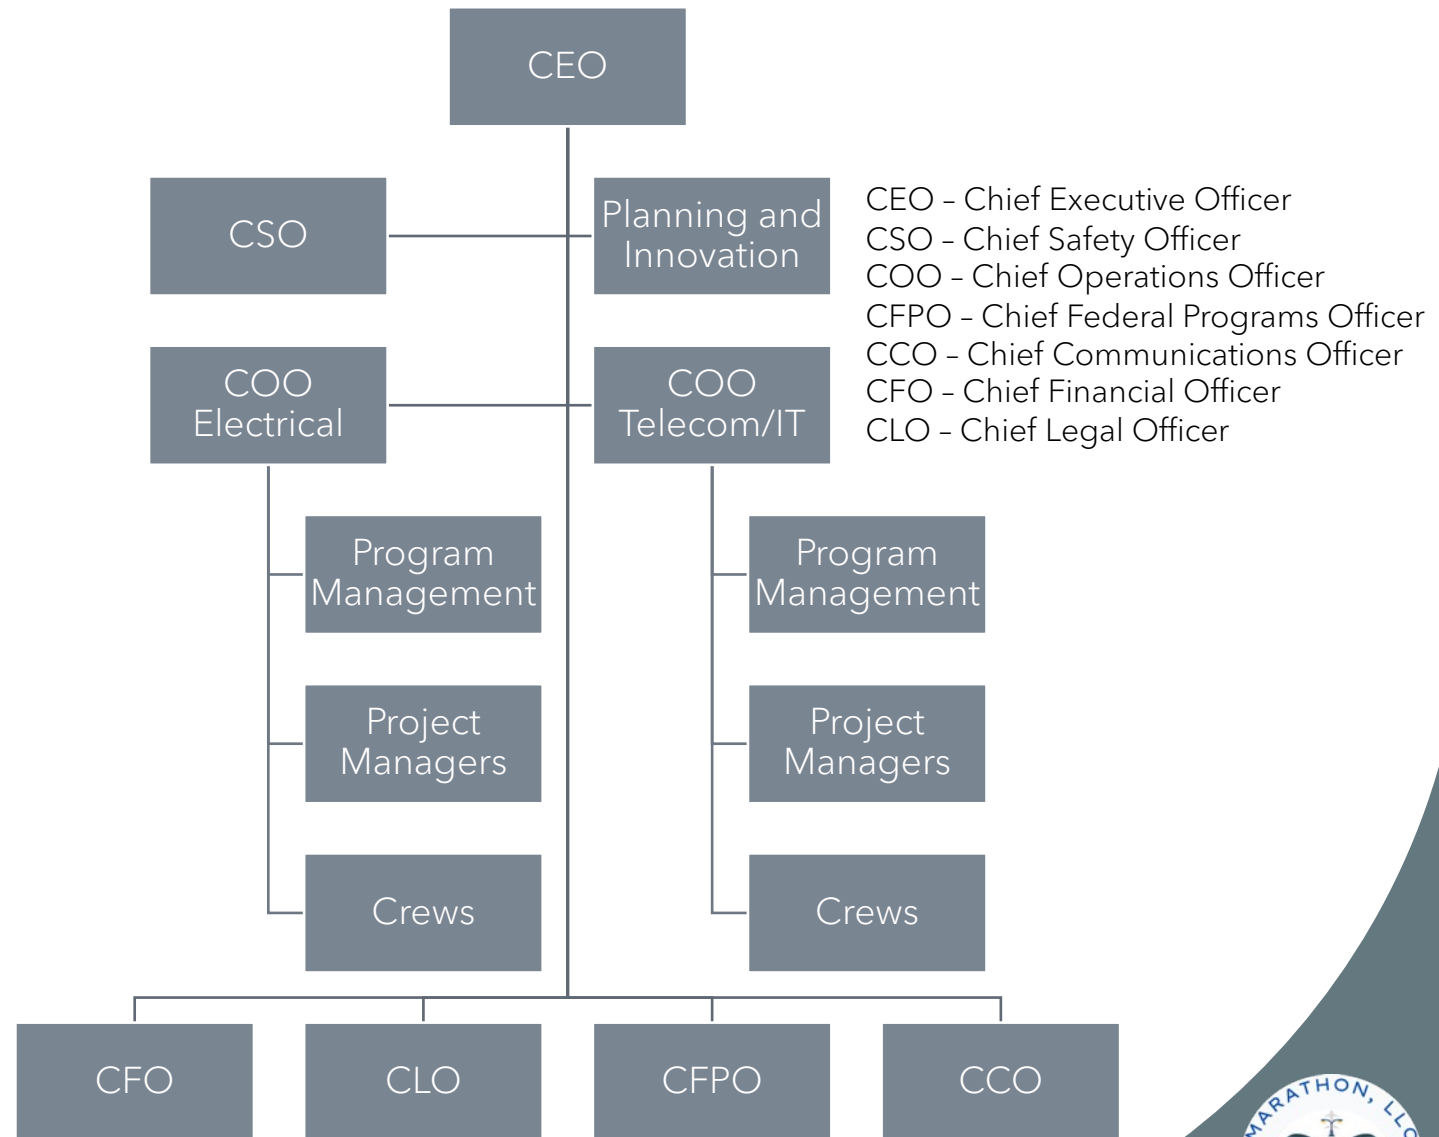 CEO
CSO
Planning and
Innovation
CEO – Chief Executive Officer
CSO – Chief Safety Officer
COO – Chief Operations Officer
CFPO – Chief Federal Programs Officer
CCO – Chief Communications Officer
CFO – Chief Financial Officer
CLO – Chief Legal Officer
COO
Electrical
COO
Telecom/IT
Program
Management
Program
Management
Project
Managers
Project
Managers
Crews
Crews
CFO
CLO
CFPO
CCO
MARATHON, LLC